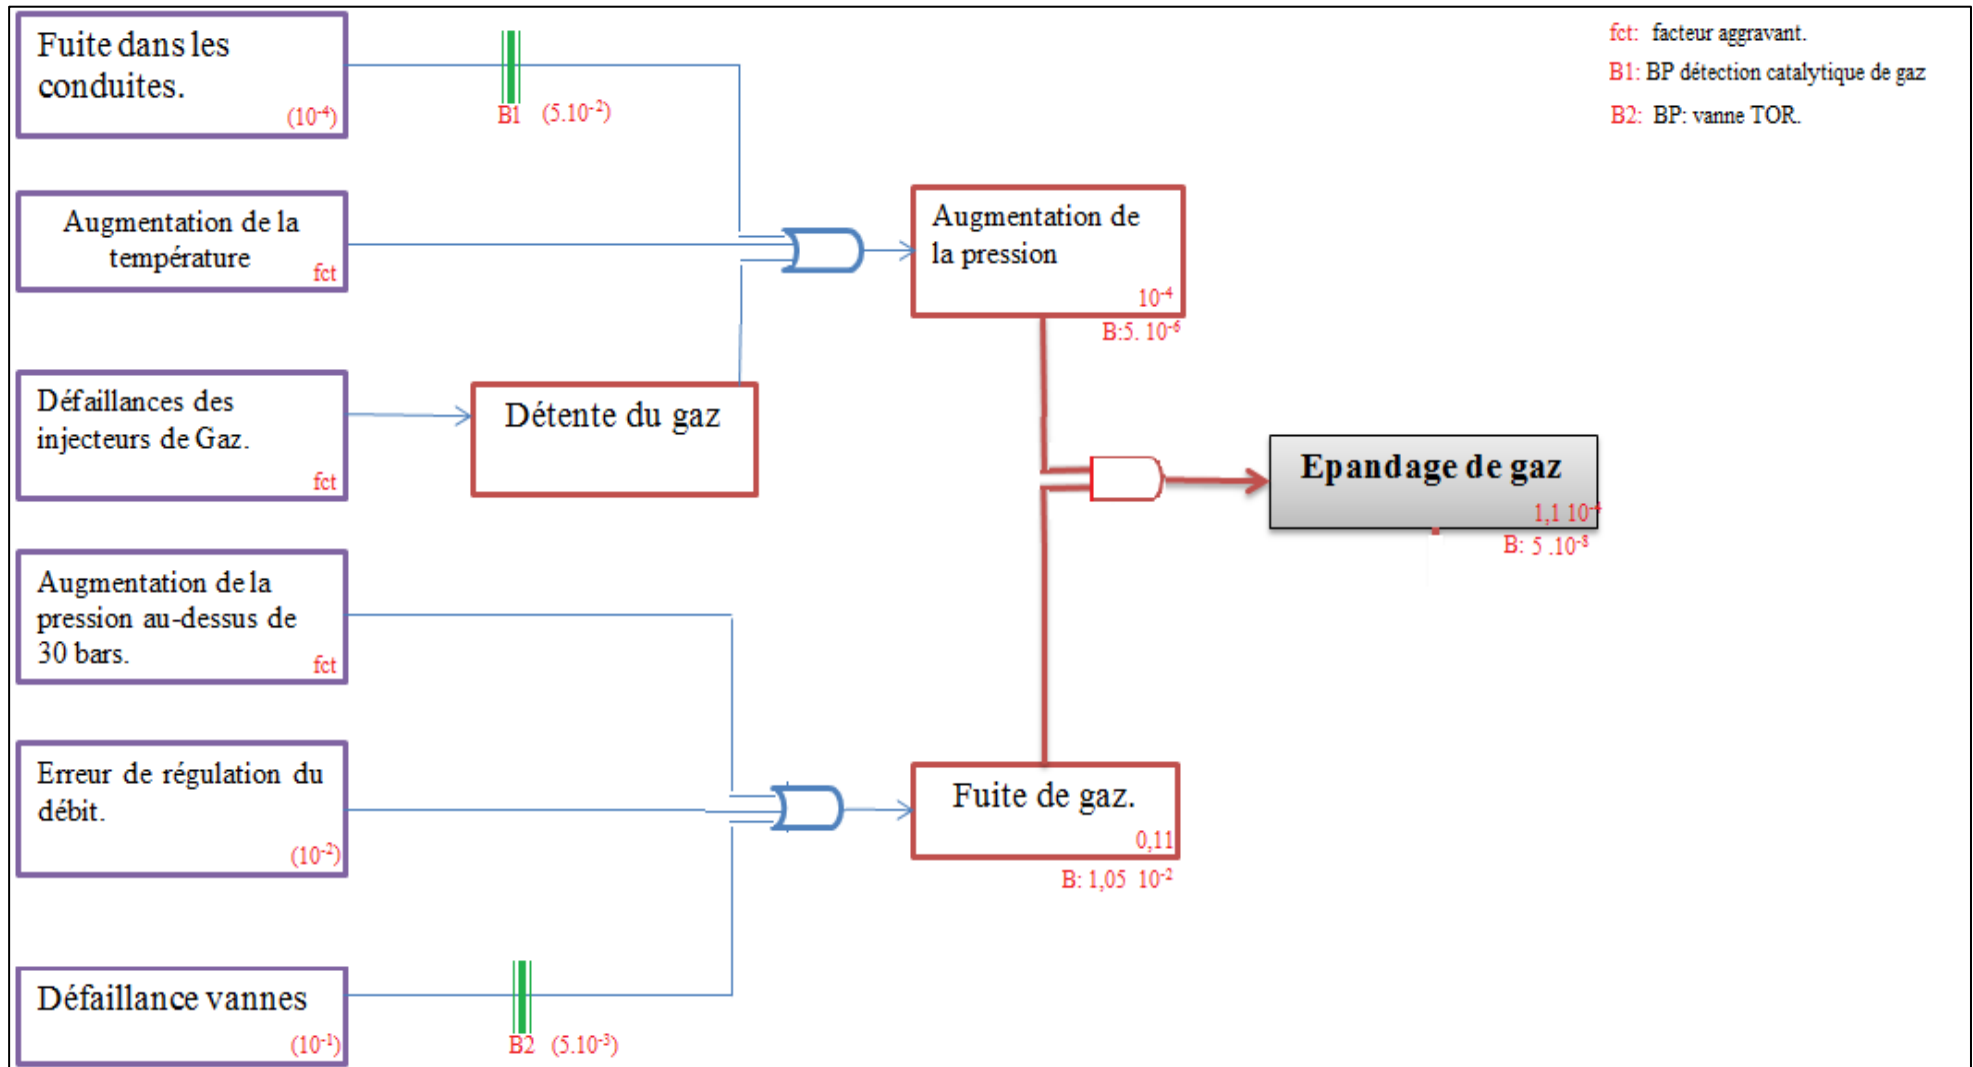 Fuite dans les
conduites.
(10⁻⁴)
B1 (5.10⁻²)
fct: facteur aggravant.
B1: BP détection catalytique de gaz
B2: BP: vanne TOR.
Augmentation de la
température
fct
Augmentation de
la pression
10⁻⁴
B:5. 10⁻⁶
Défaillances des
injecteurs de Gaz.
fct
Détente du gaz
Epandage de gaz
1,1 10⁻⁴
B: 5 .10⁻⁸
Augmentation de la
pression au-dessus de
30 bars.
fct
Erreur de régulation du
débit.
(10⁻²)
Fuite de gaz.
0,11
B: 1,05 10⁻²
Défaillance vannes
(10⁻¹)
B2 (5.10⁻³)